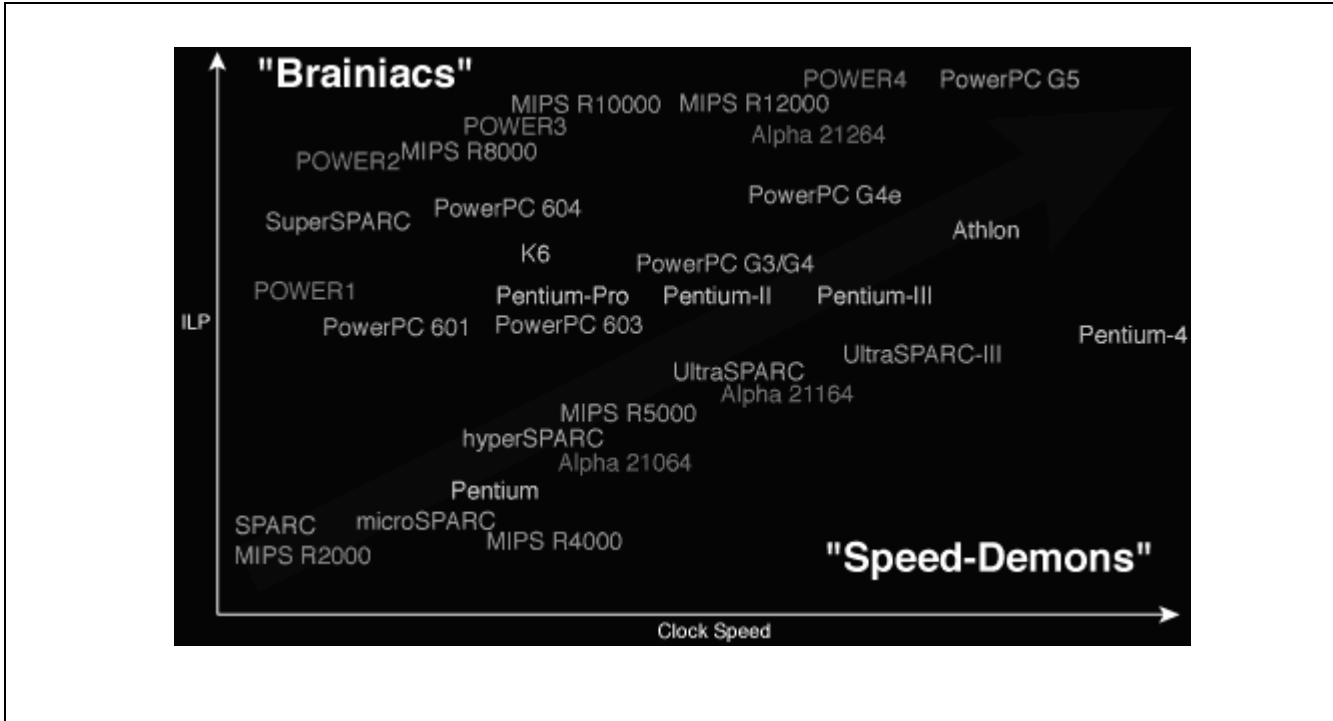 "Brainiacs"
POWER4 PowerPC G5
MIPS R10000 MIPS R12000
POWER3
Alpha 21264
POWER2 MIPS R8000
PowerPC G4e
PowerPC 604
SuperSPARC
Athlon
K6
PowerPC G3/G4
POWER1
Pentium-Pro Pentium-II Pentium-III
ILP
PowerPC 601 PowerPC 603
Pentium-4
UltraSPARC-III
UltraSPARC
Alpha 21164
MIPS R5000
hyperSPARC
Alpha 21064
Pentium
SPARC microSPARC
MIPS R4000
MIPS R2000
"Speed-Demons"
Clock Speed